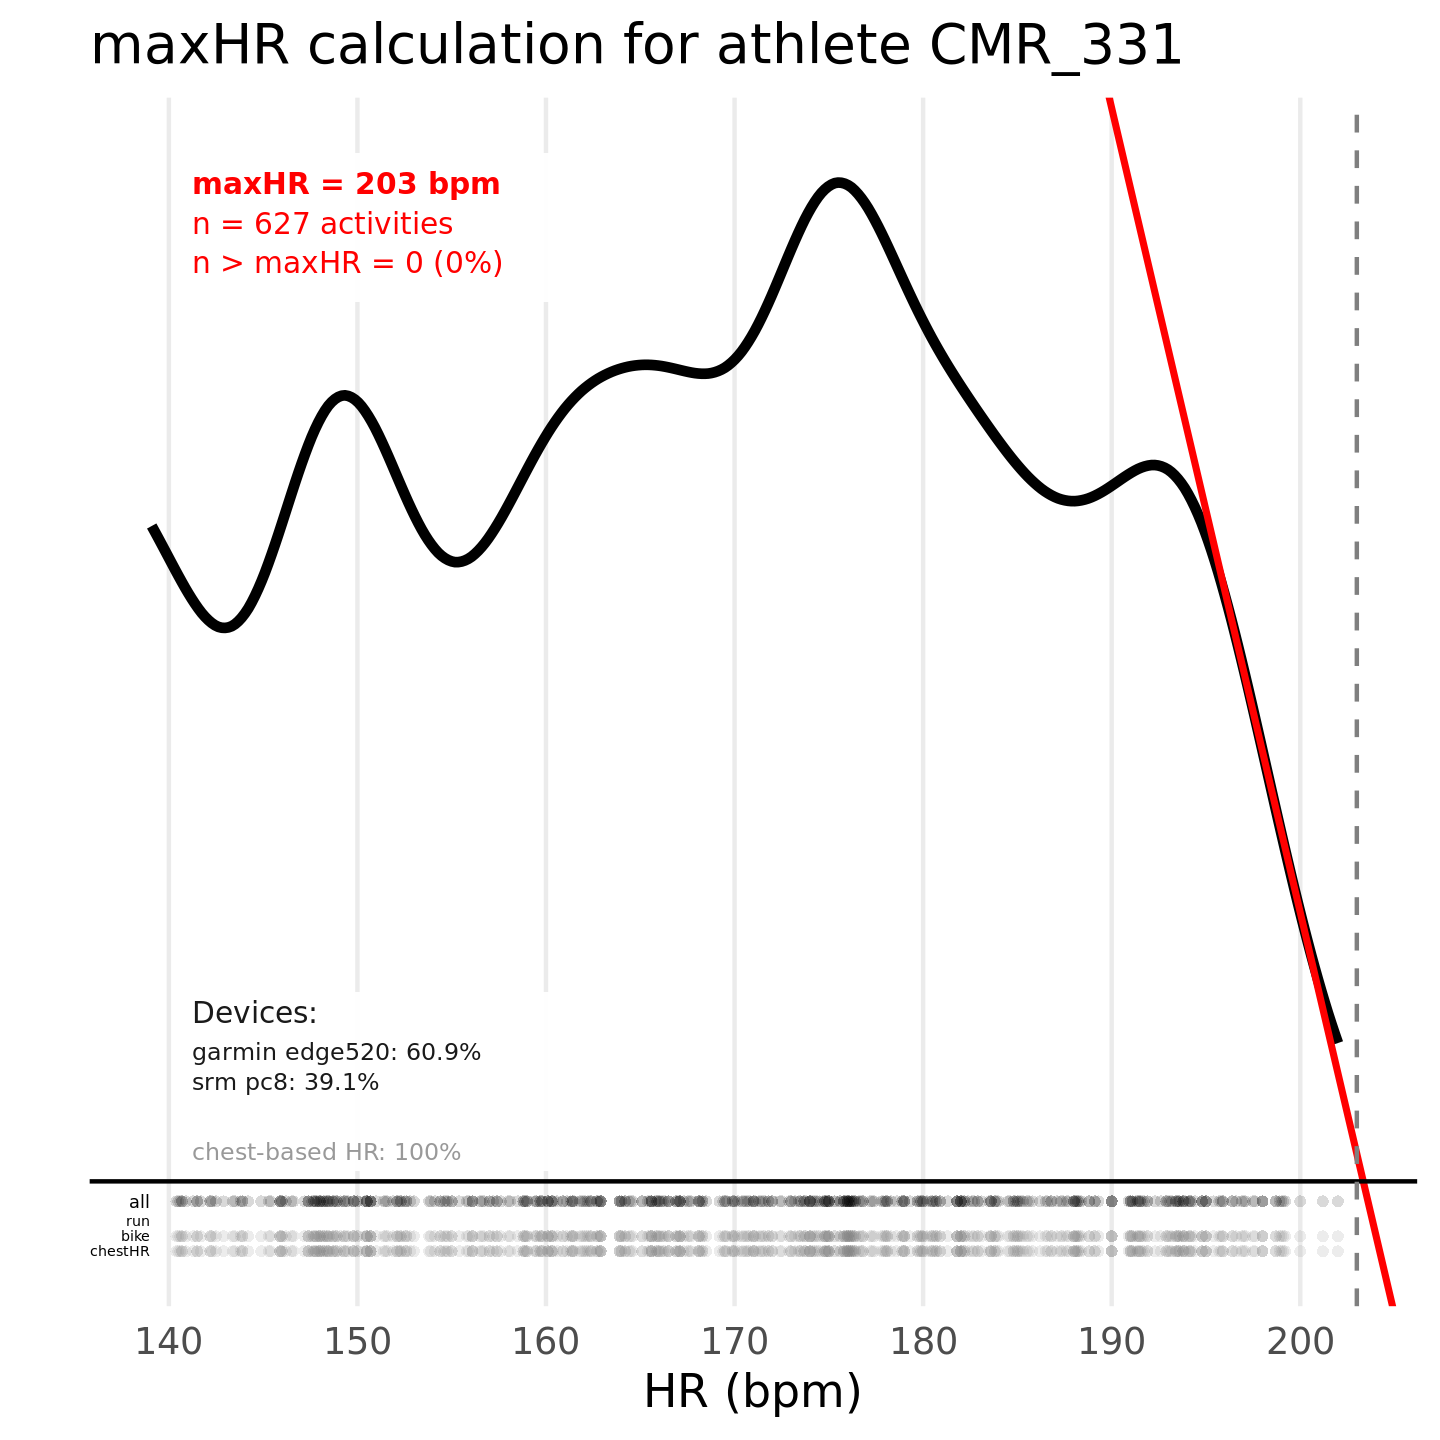 maxHR calculation for athlete CMR_331
maxHR = 203 bpm
n = 627 activities
n > maxHR = 0 (0%)
Devices:
garmin edge520: 60.9%
srm pc8: 39.1%
chest-based HR: 100%
all
run
bike
chestHR
140 150 160 170 180 190 200
HR (bpm)